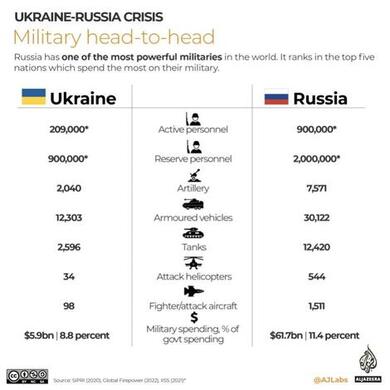 UKRAINE-RUSSIA CRISIS
Military head-to-head
Russia has one of the most powerful militaries in the world. It ranks in the top five
nations which spend the most on their military.
Ukraine Russia
209,000* Active personnel 900,000*
900,000* Reserve personnel 2,000,000*
2,040 Artillery 7,571
12,303 Armoured vehicles 30,122
2,596 Tanks 12,420
34 Attack helicopters 544
98 Fighter/attack aircraft 1,511
$
$5.9bn | 8.8 percent Military spending, % of govt spending $61.7bn | 11.4 percent
Source: SIPRI (2020), Global Firepower (2022), IISS (2021)*
@AJLabs
ALJAZEERA